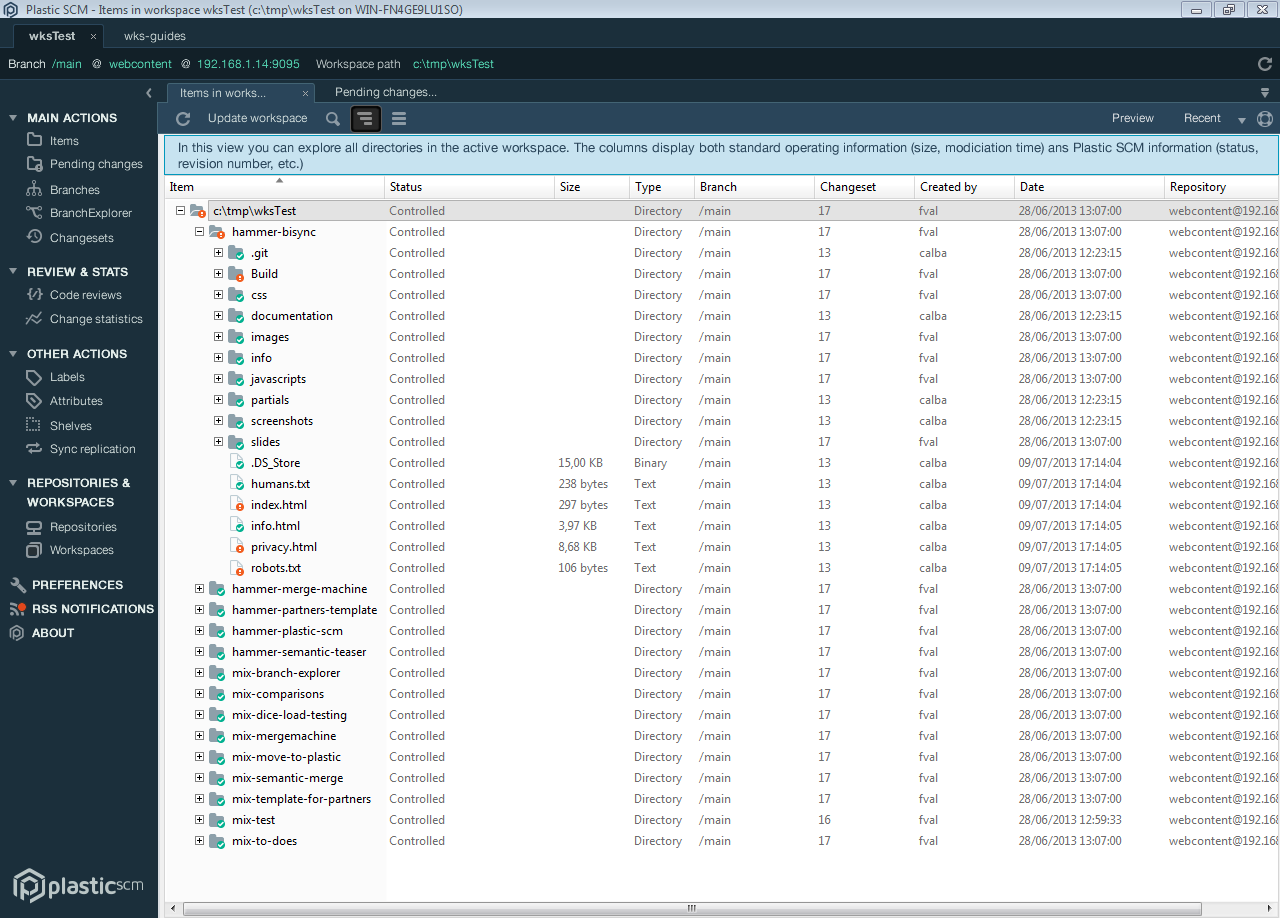 Plastic SCM - Items in workspace wksTest (c:\tmp\wksTest on WIN-FN4GE9LU1SO)
wksTest × wks-guides
Branch /main @ webcontent @ 192.168.1.14:9095 Workspace path c:\tmp\wksTest
Items in works... × Pending changes...
Update workspace Preview Recent
MAIN ACTIONS
Items
Pending changes
Branches
BranchExplorer
Changesets
REVIEW & STATS
Code reviews
Change statistics
OTHER ACTIONS
Labels
Attributes
Shelves
Sync replication
REPOSITORIES &
WORKSPACES
Repositories
Workspaces
PREFERENCES
RSS NOTIFICATIONS
ABOUT
plasticscm
In this view you can explore all directories in the active workspace. The columns display both standard operating information (size, modiciation time) ans Plastic SCM information (status,
revision number, etc.)
Item Status Size Type Branch Changeset Created by Date Repository
c:\tmp\wksTest Controlled Directory /main 17 fval 28/06/2013 13:07:00 webcontent@192.168
hammer-bisync Controlled Directory /main 17 fval 28/06/2013 13:07:00 webcontent@192.168
.git Controlled Directory /main 13 calba 28/06/2013 12:23:15 webcontent@192.168
Build Controlled Directory /main 17 fval 28/06/2013 13:07:00 webcontent@192.168
css Controlled Directory /main 17 fval 28/06/2013 13:07:00 webcontent@192.168
documentation Controlled Directory /main 13 calba 28/06/2013 12:23:15 webcontent@192.168
images Controlled Directory /main 17 fval 28/06/2013 13:07:00 webcontent@192.168
info Controlled Directory /main 17 fval 28/06/2013 13:07:00 webcontent@192.168
javascripts Controlled Directory /main 17 fval 28/06/2013 13:07:00 webcontent@192.168
partials Controlled Directory /main 13 calba 28/06/2013 12:23:15 webcontent@192.168
screenshots Controlled Directory /main 13 calba 28/06/2013 12:23:15 webcontent@192.168
slides Controlled Directory /main 17 fval 28/06/2013 13:07:00 webcontent@192.168
.DS_Store Controlled 15,00 KB Binary /main 13 calba 09/07/2013 17:14:04 webcontent@192.168
humans.txt Controlled 238 bytes Text /main 13 calba 09/07/2013 17:14:04 webcontent@192.168
index.html Controlled 297 bytes Text /main 13 calba 09/07/2013 17:14:04 webcontent@192.168
info.html Controlled 3,97 KB Text /main 13 calba 09/07/2013 17:14:05 webcontent@192.168
privacy.html Controlled 8,68 KB Text /main 13 calba 09/07/2013 17:14:05 webcontent@192.168
robots.txt Controlled 106 bytes Text /main 13 calba 09/07/2013 17:14:05 webcontent@192.168
hammer-merge-machine Controlled Directory /main 17 fval 28/06/2013 13:07:00 webcontent@192.168
hammer-partners-template Controlled Directory /main 17 fval 28/06/2013 13:07:00 webcontent@192.168
hammer-plastic-scm Controlled Directory /main 17 fval 28/06/2013 13:07:00 webcontent@192.168
hammer-semantic-teaser Controlled Directory /main 17 fval 28/06/2013 13:07:00 webcontent@192.168
mix-branch-explorer Controlled Directory /main 17 fval 28/06/2013 13:07:00 webcontent@192.168
mix-comparisons Controlled Directory /main 17 fval 28/06/2013 13:07:00 webcontent@192.168
mix-dice-load-testing Controlled Directory /main 17 fval 28/06/2013 13:07:00 webcontent@192.168
mix-mergemachine Controlled Directory /main 17 fval 28/06/2013 13:07:00 webcontent@192.168
mix-move-to-plastic Controlled Directory /main 17 fval 28/06/2013 13:07:00 webcontent@192.168
mix-semantic-merge Controlled Directory /main 17 fval 28/06/2013 13:07:00 webcontent@192.168
mix-template-for-partners Controlled Directory /main 17 fval 28/06/2013 13:07:00 webcontent@192.168
mix-test Controlled Directory /main 16 fval 28/06/2013 12:59:33 webcontent@192.168
mix-to-does Controlled Directory /main 17 fval 28/06/2013 13:07:00 webcontent@192.168